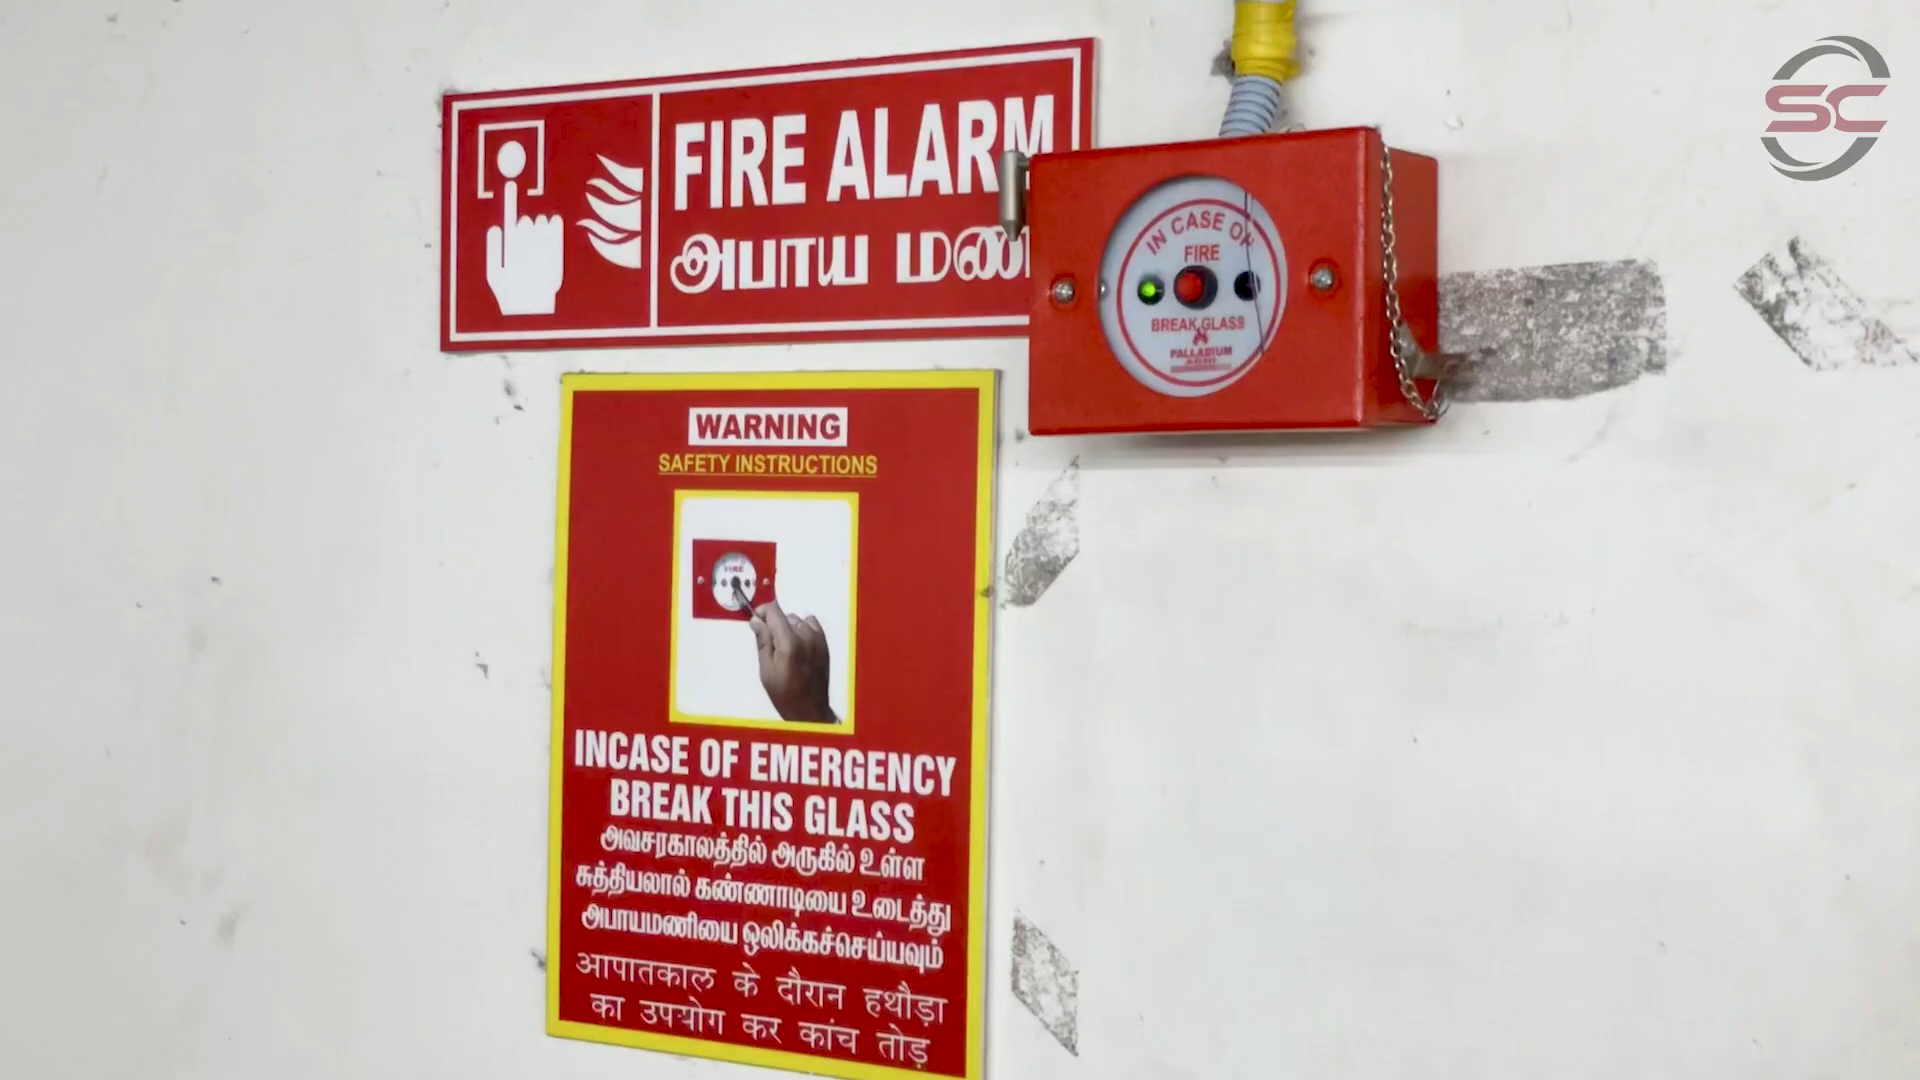 FIRE ALARM
அபாய
IN CASE OF
FIRE
BREAK GLASS
PALLADIUM
WARNING
SAFETY INSTRUCTIONS
FIRE
INCASE OF EMERGENCY
BREAK THIS GLASS
அவசரகாலத்தில் அருகில் உள்ள
சுத்தியலால் கண்ணாடியை உடைத்து
அபாயமணியை ஒலிக்கச்செய்யவும்
आपातकाल के दौरान हथौड़ा
का उपयोग कर कांच तोड़
SC